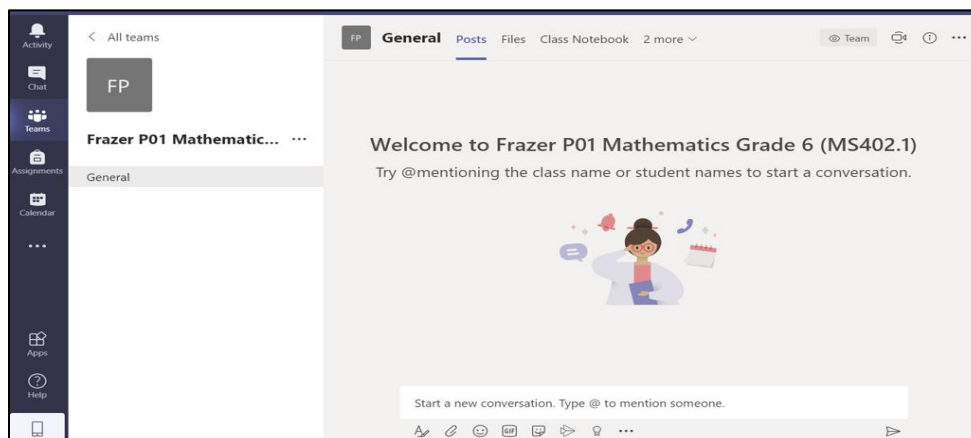 Activity
Chat
Teams
Assignments
Calendar
Apps
Help
All teams
FP
Frazer P01 Mathematic... ...
General
FP General Posts Files Class Notebook 2 more Team
Welcome to Frazer P01 Mathematics Grade 6 (MS402.1)
Try @mentioning the class name or student names to start a conversation.
Start a new conversation. Type @ to mention someone.
GIF